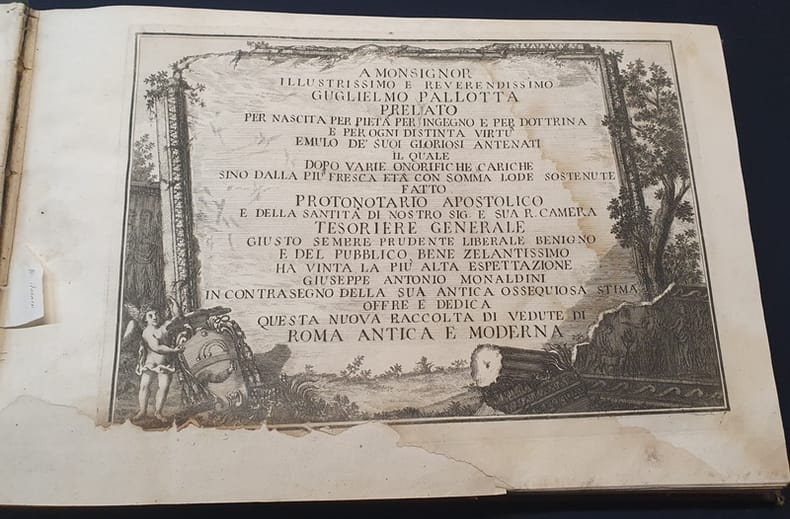 A MONSIGNOR
ILLUSTRISSIMO E REVERENDISSIMO
GUGLIELMO PALLOTTA
PRELATO
PER NASCITA PER PIETÀ PER INGEGNO E PER DOTTRINA
E PER OGNI DISTINTA VIRTU'
EMULO DE' SUOI GLORIOSI ANTENATI
IL QUALE
DOPO VARIE ONORIFICHE CARICHE
SINO DALLA PIU' FRESCA ETÀ CON SOMMA LODE SOSTENUTE
FATTO
PROTONOTARIO APOSTOLICO
E DELLA SANTITÀ DI NOSTRO SIG. E SUA R. CAMERA
TESORIERE GENERALE
GIUSTO SEMPRE PRUDENTE LIBERALE BENIGNO
E DEL PUBBLICO BENE ZELANTISSIMO
HA VINTA LA PIÙ ALTA ESPETTAZIONE
GIUSEPPE ANTONIO MONALDINI
IN CONTRASEGNO DELLA SUA ANTICA OSSEQUIOSA STIMA
OFFRE E DEDICA
QUESTA NUOVA RACCOLTA DI VEDUTE DI
ROMA ANTICA E MODERNA